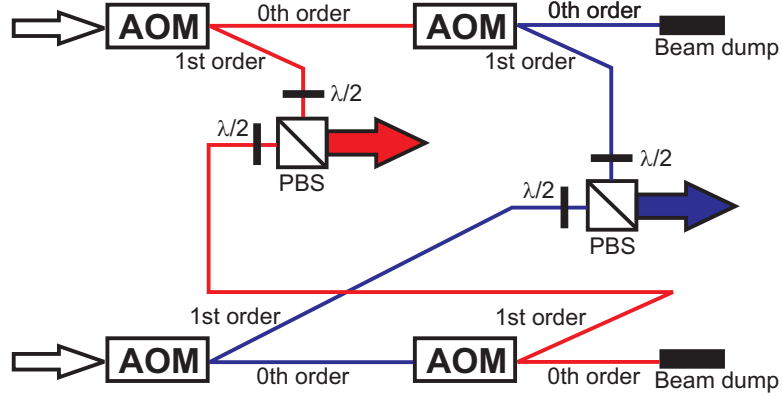 AOM
0th order
AOM
0th order
Beam dump
1st order
1st order
λ/2
λ/2
PBS
λ/2
λ/2
PBS
1st order
1st order
AOM
0th order
AOM
0th order
Beam dump